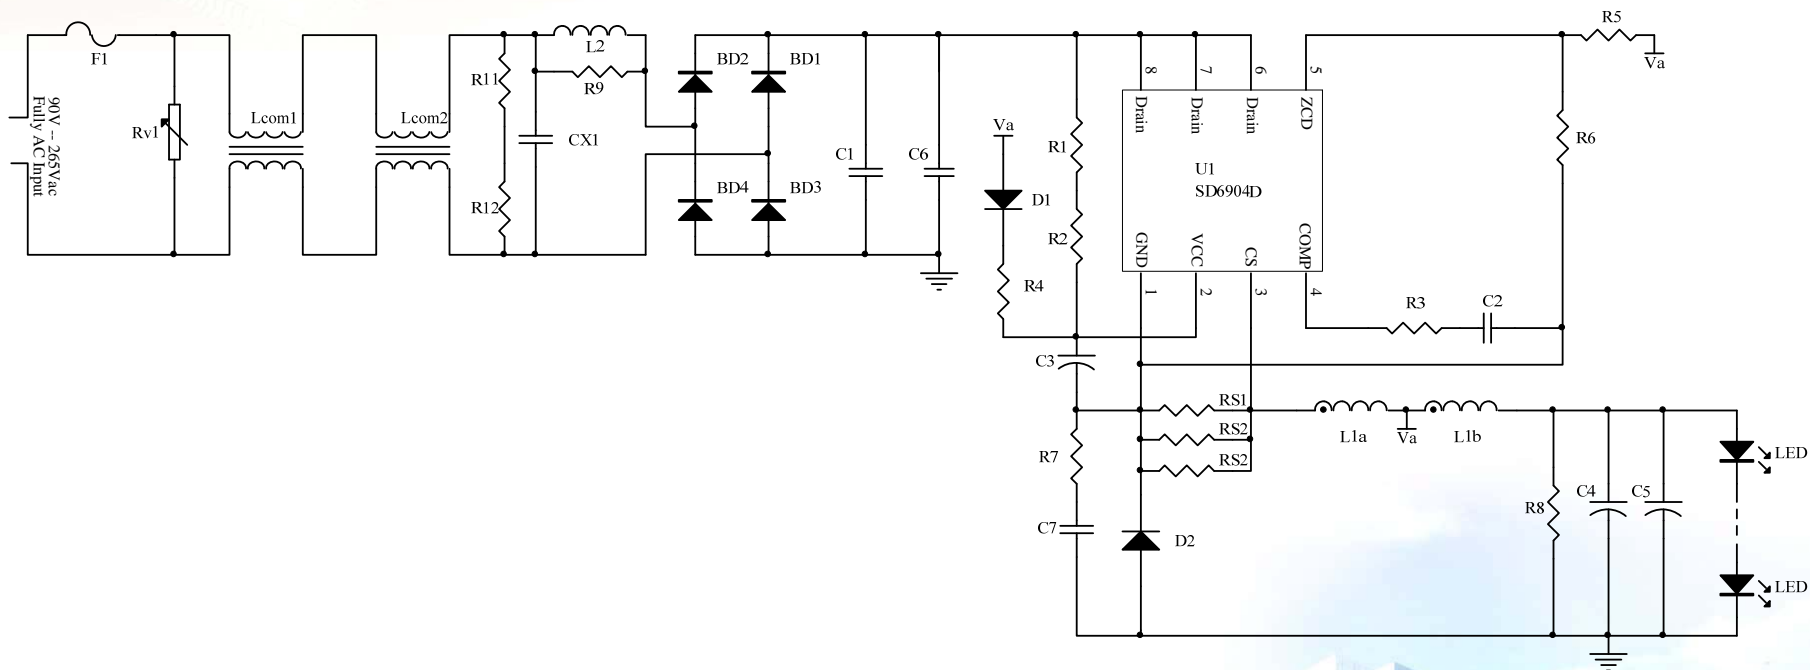 F1
90V -- 265Vac
Fully AC Input
Rv1
Lcom1
Lcom2
R11
R12
CX1
L2
R9
BD2
BD1
BD4
BD3
C1
C6
Va
D1
R4
R1
R2
C3
8
7
6
5
Drain
Drain
Drain
ZCD
U1
SD6904D
GND
VCC
CS
COMP
1
2
3
4
R5
Va
R6
R3
C2
RS1
RS2
RS2
R7
C7
D2
L1a
Va
L1b
R8
C4
C5
LED
LED